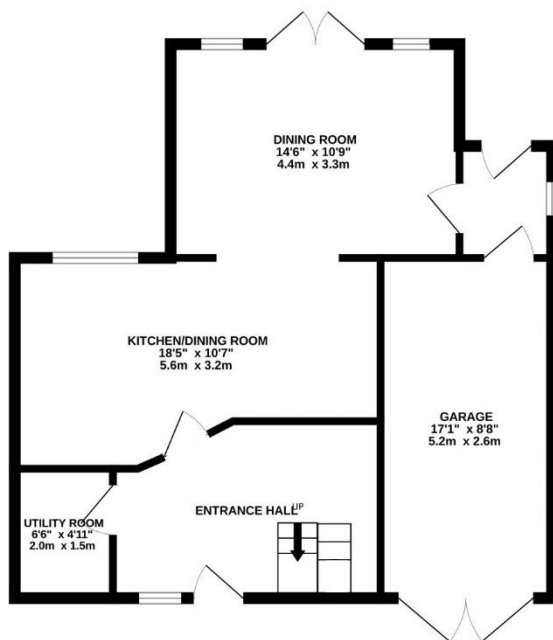 DINING ROOM
14'6" x 10'9"
4.4m x 3.3m
KITCHEN/DINING ROOM
18'5" x 10'7"
5.6m x 3.2m
GARAGE
17'1" x 8'8"
5.2m x 2.6m
ENTRANCE HALL
UP
UTILITY ROOM
6'6" x 4'11"
2.0m x 1.5m